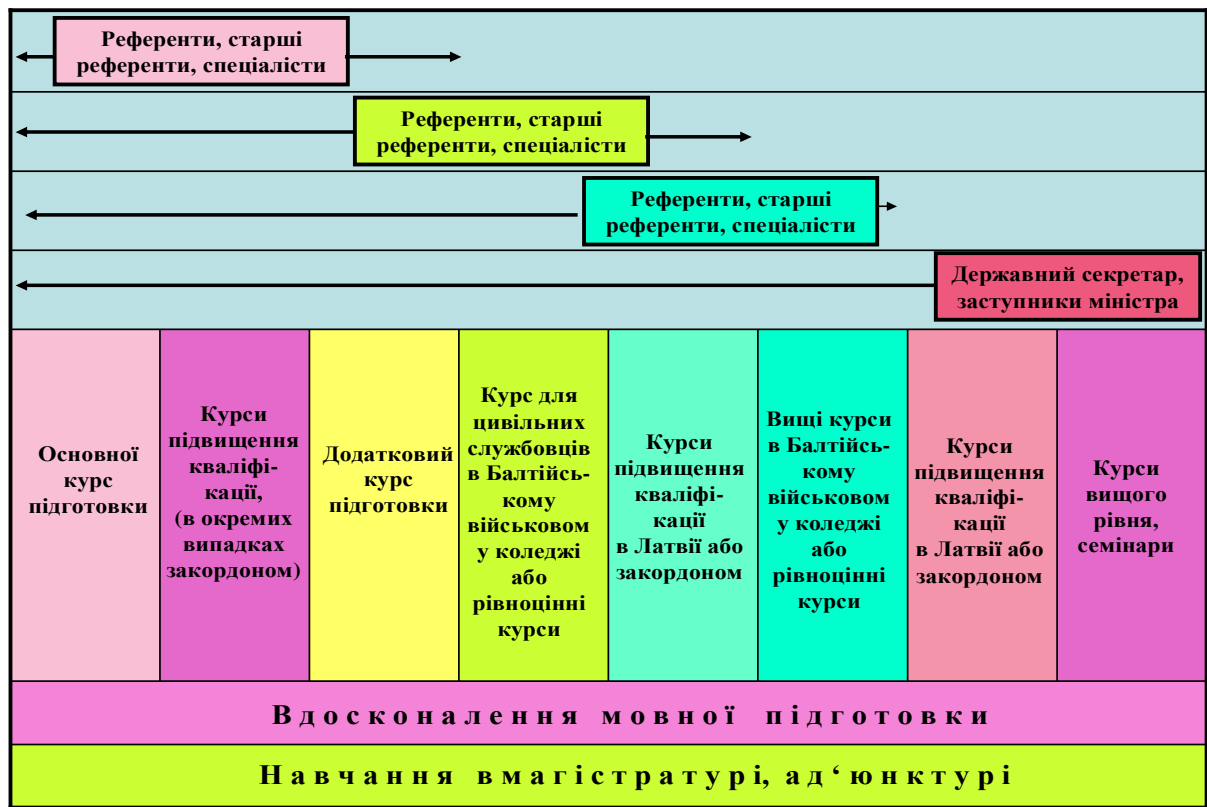 Референти, старші
референти, спеціалісти
Референти, старші
референти, спеціалісти
Референти, старші
референти, спеціалісти
Державний секретар,
заступники міністра
Основної
курс
підготовки
Курси
підвищення
кваліфі-
кації,
(в окремих
випадках
закордоном)
Додатковий
курс
підготовки
Курс для
цивільних
службовців
в Балтійсь-
кому
військовом
у коледжі
або
рівноцінні
курси
Курси
підвищення
кваліфі-
кації
в Латвії або
закордоном
Вищі курси
в Балтійсь-
кому
військовом
у коледжі
або
рівноцінні
курси
Курси
підвищення
кваліфі-
кації
в Латвії або
закордоном
Курси
вищого
рівня,
семінари
Вдосконалення мовної підготовки
Навчання вмагістратурі, ад‘юнктурі